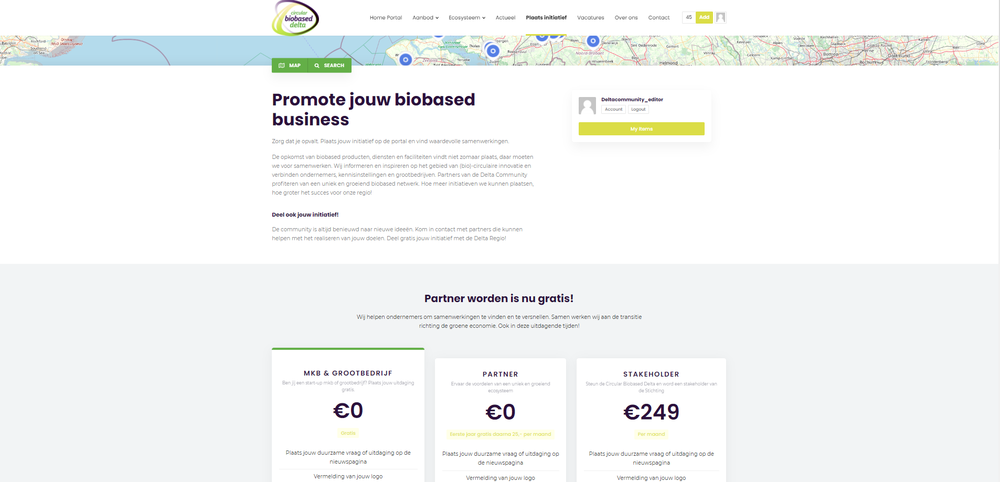 circular
biobased
delta
Home Portal
Aanbod
Ecosysteem
Actueel
Plaats initiatief
Vacatures
Over ons
Contact
45
Add
MAP
SEARCH
Promote jouw biobased
business
Deltacommunity_editor
Account
Logout
My Items
Zorg dat je opvalt. Plaats jouw initiatief op de portal en vind waardevolle samenwerkingen.
De opkomst van biobased producten, diensten en faciliteiten vindt niet zomaar plaats, daar moeten
we voor samenwerken. Wij informeren en inspireren op het gebied van (bio)-circulaire innovatie en
verbinden ondernemers, kennisinstellingen en grootbedrijven. Partners van de Delta Community
profiteren van een uniek en groeiend biobased netwerk. Hoe meer initiatieven we kunnen plaatsen,
hoe groter het succes voor onze regio!
Deel ook jouw initiatief!
De community is altijd benieuwd naar nieuwe ideeën. Kom in contact met partners die kunnen
helpen met het realiseren van jouw doelen. Deel gratis jouw initiatief met de Delta Regio!
Partner worden is nu gratis!
Wij helpen ondernemers om samenwerkingen te vinden en te versnellen. Samen werken wij aan de transitie
richting de groene economie. Ook in deze uitdagende tijden!
MKB & GROOTBEDRIJF
Ben jij een start-up mkb of grootbedrijf? Plaats jouw uitdaging
gratis.
€0
Gratis
Plaats jouw duurzame vraag of uitdaging op de
nieuwspagina
Vermelding van jouw logo
PARTNER
Ervaar de voordelen van een uniek en groeiend
ecosysteem
€0
Eerste jaar gratis daarna 25,- per maand
Plaats jouw duurzame vraag of uitdaging op
de nieuwspagina
Vermelding van jouw logo
STAKEHOLDER
Steun de Circular Biobased Delta en word een stakeholder van
de Stichting
€249
Per maand
Plaats jouw duurzame vraag of uitdaging op de
nieuwspagina
Vermelding van jouw logo